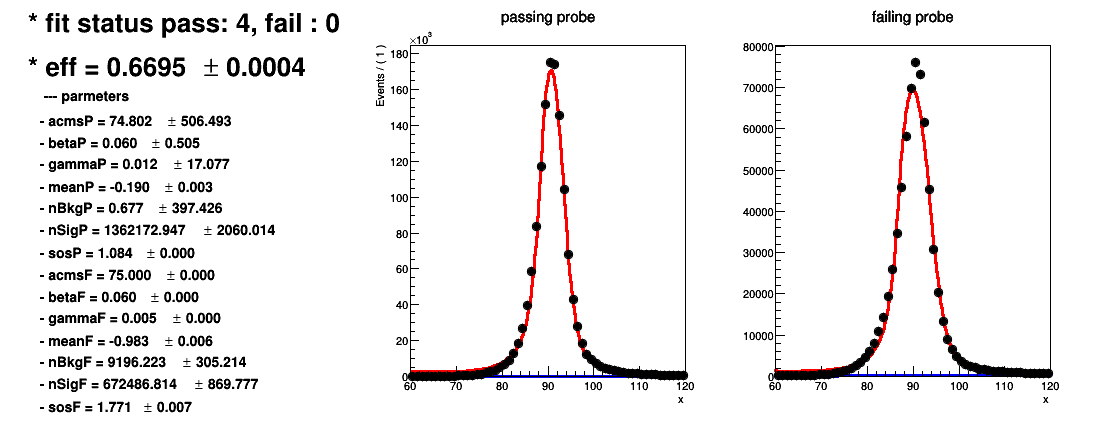 * fit status pass: 4, fail : 0
* eff = 0.6695 ± 0.0004
--- parmeters
- acmsP = 74.802 ± 506.493
- betaP = 0.060 ± 0.505
- gammaP = 0.012 ± 17.077
- meanP = -0.190 ± 0.003
- nBkgP = 0.677 ± 397.426
- nSigP = 1362172.947 ± 2060.014
- sosP = 1.084 ± 0.000
- acmsF = 75.000 ± 0.000
- betaF = 0.060 ± 0.000
- gammaF = 0.005 ± 0.000
- meanF = -0.983 ± 0.006
- nBkgF = 9196.223 ± 305.214
- nSigF = 672486.814 ± 869.777
- sosF = 1.771 ± 0.007
passing probe
×10³
Events / ( 1 )
180
160
140
120
100
80
60
40
20
0
60 70 80 90 100 110 120
x
failing probe
80000
70000
60000
50000
40000
30000
20000
10000
0
60 70 80 90 100 110 120
x